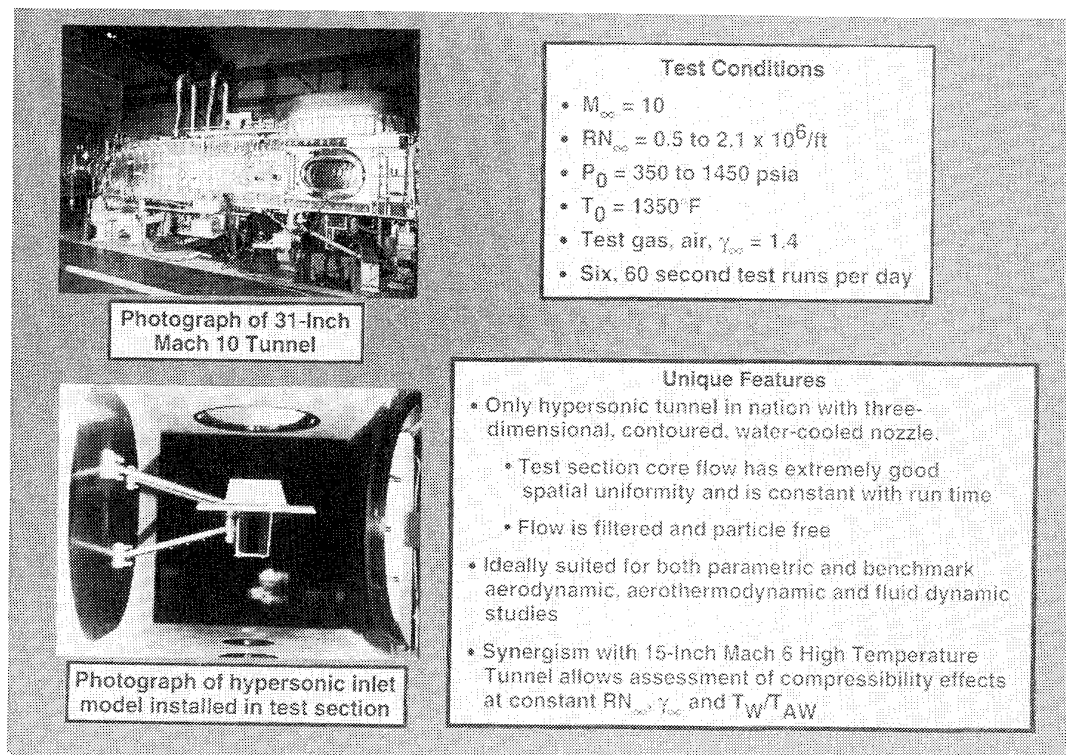 Photograph of 31-Inch
Mach 10 Tunnel
Photograph of hypersonic inlet
model installed in test section
Test Conditions
• M∞ = 10
• RN∞ = 0.5 to 2.1 x 10⁶/ft
• P₀ = 350 to 1450 psia
• T₀ = 1350°F
• Test gas, air, γ∞ = 1.4
• Six, 60 second test runs per day
Unique Features
• Only hypersonic tunnel in nation with three-
dimensional, contoured, water-cooled nozzle.
• Test section core flow has extremely good
spatial uniformity and is constant with run time
• Flow is filtered and particle free
• Ideally suited for both parametric and benchmark
aerodynamic, aerothermodynamic and fluid dynamic
studies
• Synergism with 15-Inch Mach 6 High Temperature
Tunnel allows assessment of compressibility effects
at constant RN∞, γ∞ and T_W/T_AW